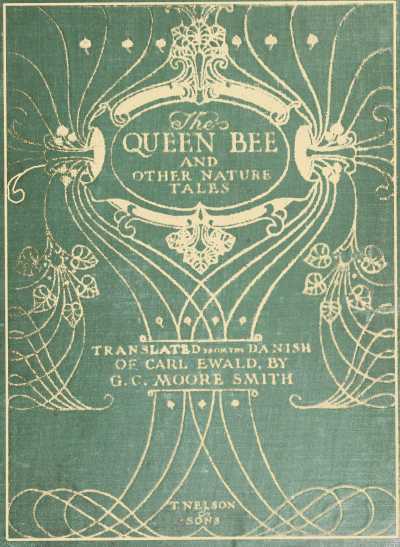 The
QUEEN BEE
AND
OTHER NATURE
TALES
TRANSLATED FROM THE DANISH
OF CARL EWALD, BY
G. C. MOORE SMITH
T. NELSON
&
SONS